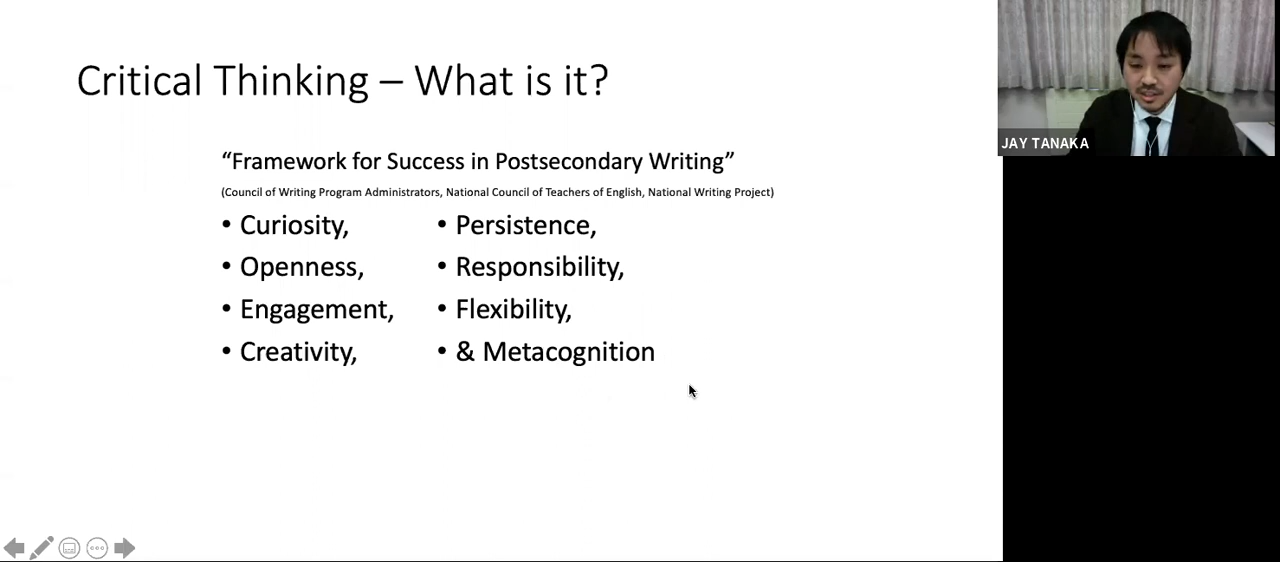 Critical Thinking – What is it?
“Framework for Success in Postsecondary Writing”
(Council of Writing Program Administrators, National Council of Teachers of English, National Writing Project)
• Curiosity,
• Openness,
• Engagement,
• Creativity,
• Persistence,
• Responsibility,
• Flexibility,
• & Metacognition
JAY TANAKA